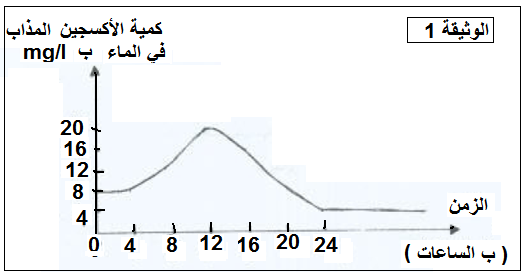 الوثيقة 1
كمية الأكسجين المذاب
في الماء ب mg/l
20
16
12
8
4
0 4 8 12 16 20 24
الزمن
( ب الساعات )